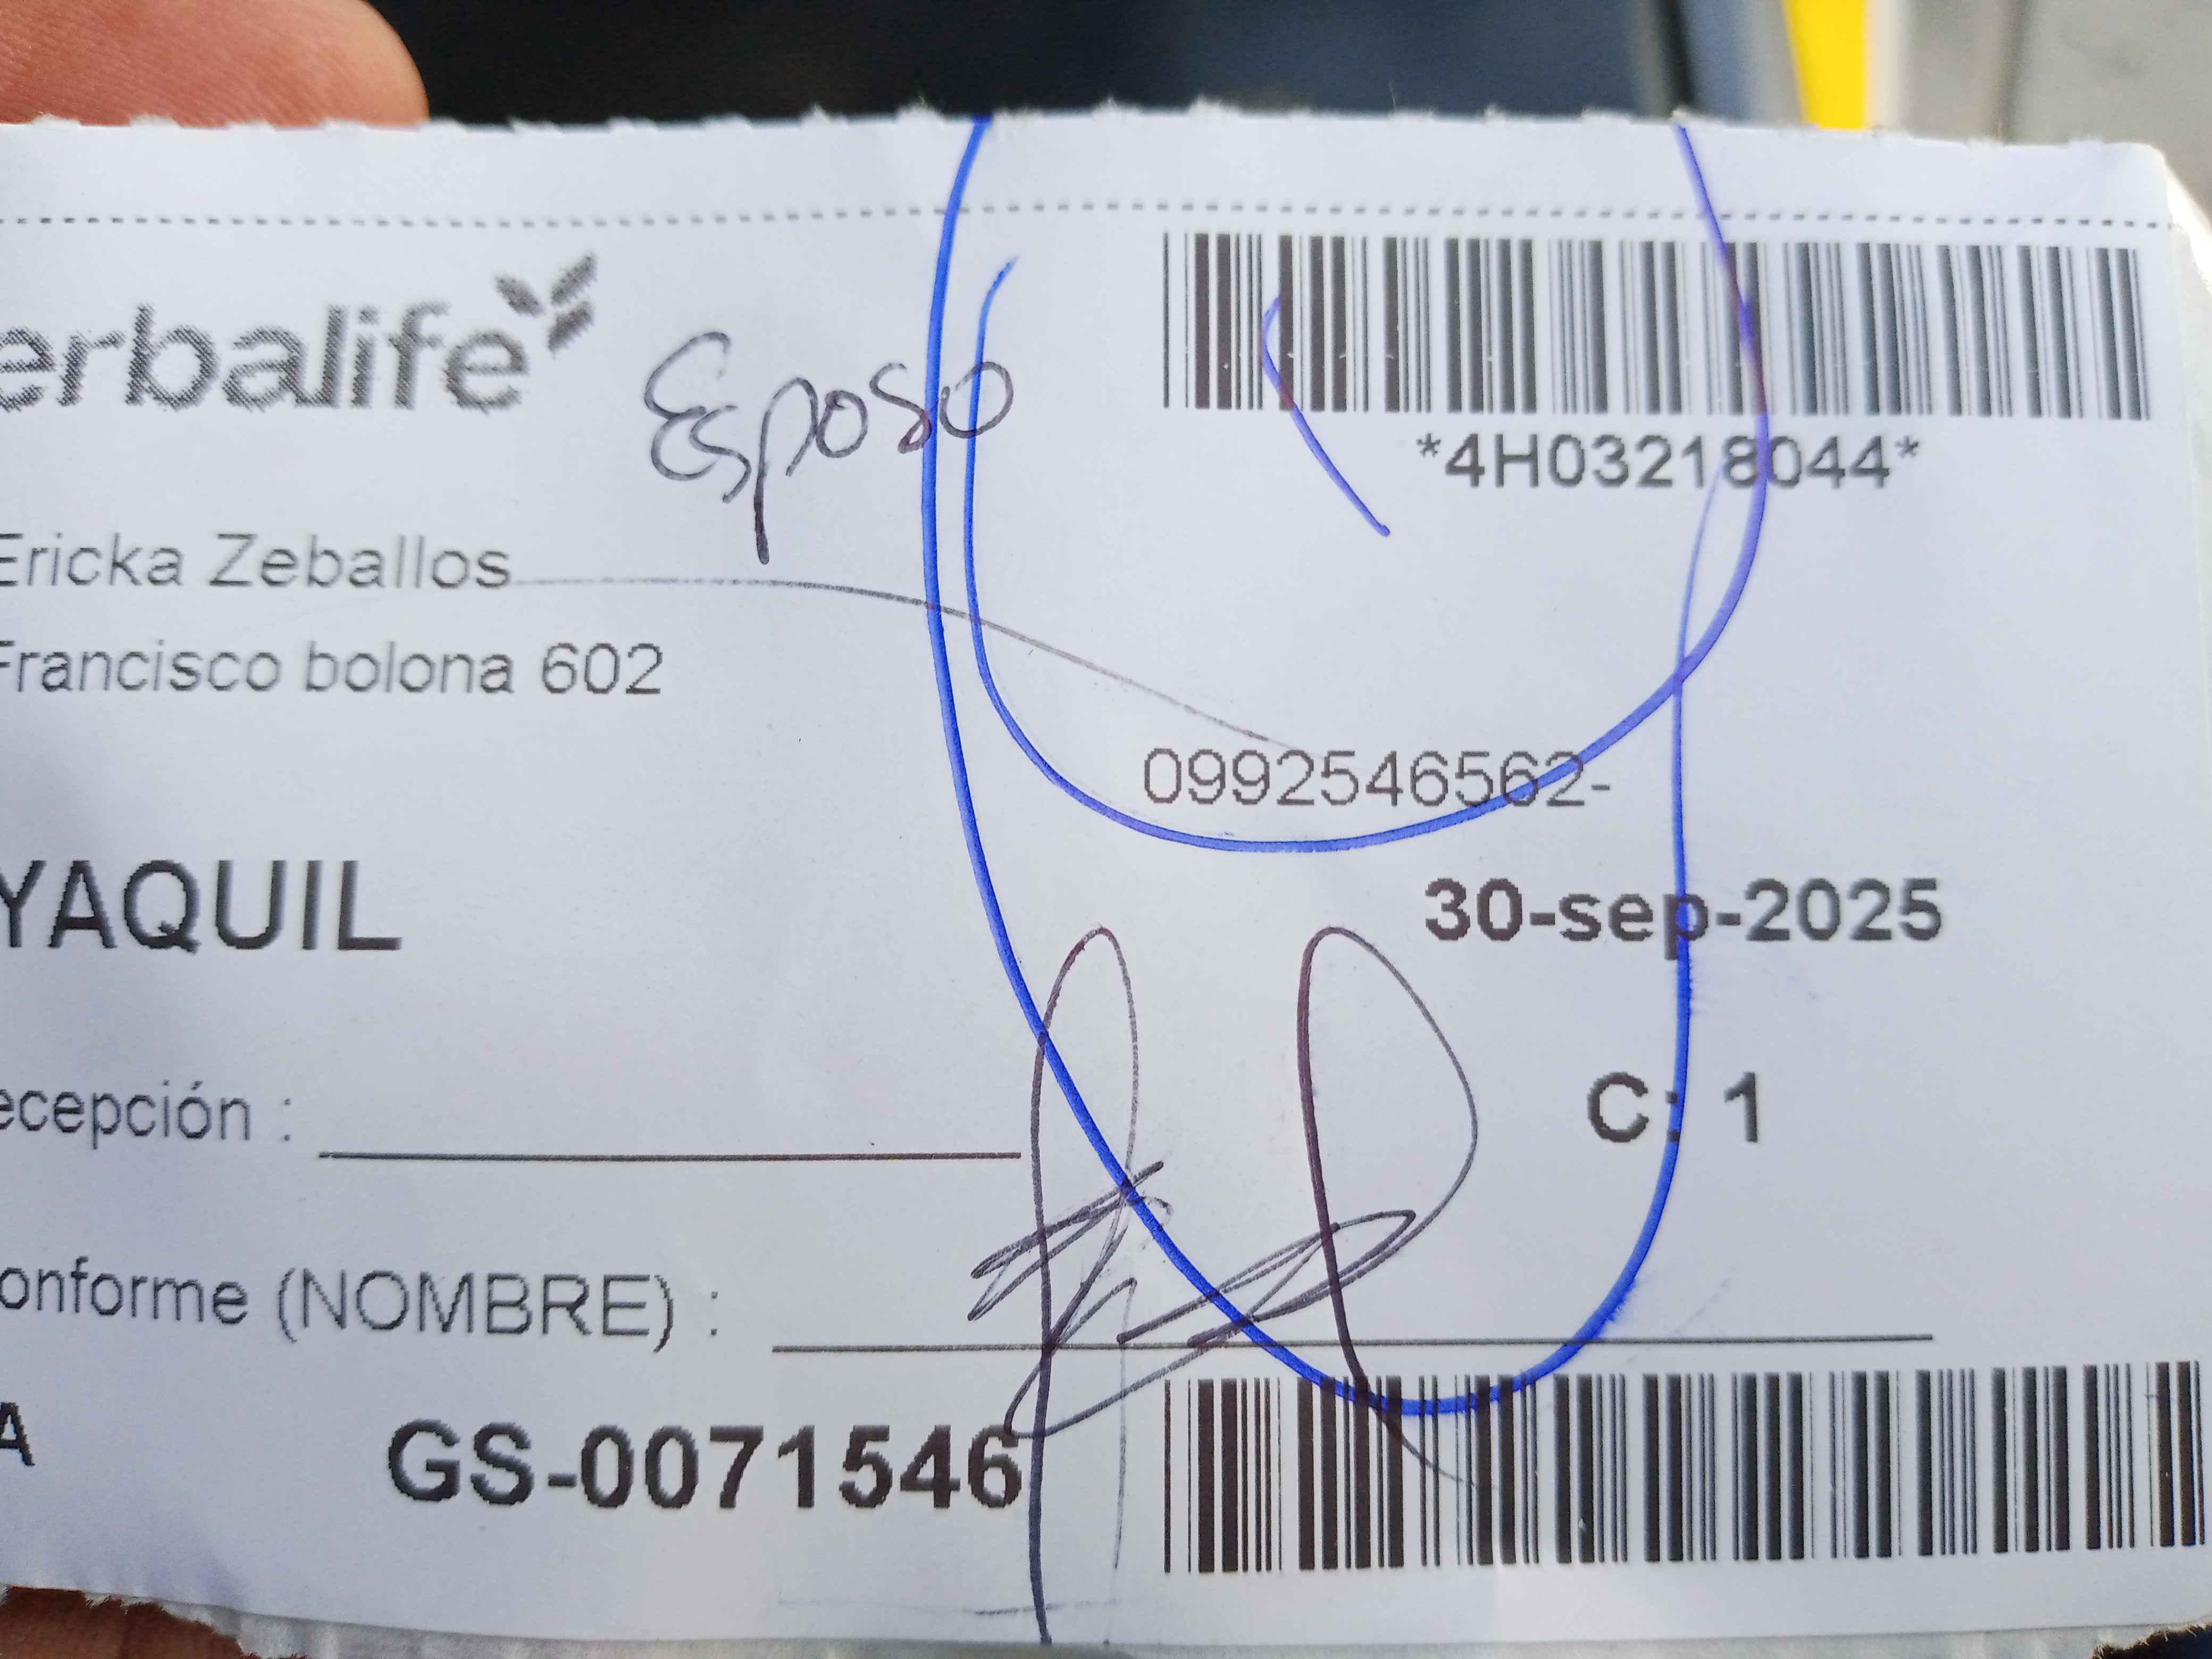 erbalife
Esposo
*4H03218044*
Ericka Zeballos
Francisco bolona 602
0992546562-
YAQUIL
30-sep-2025
ecepción :
C: 1
onforme (NOMBRE) :
A
GS-0071546